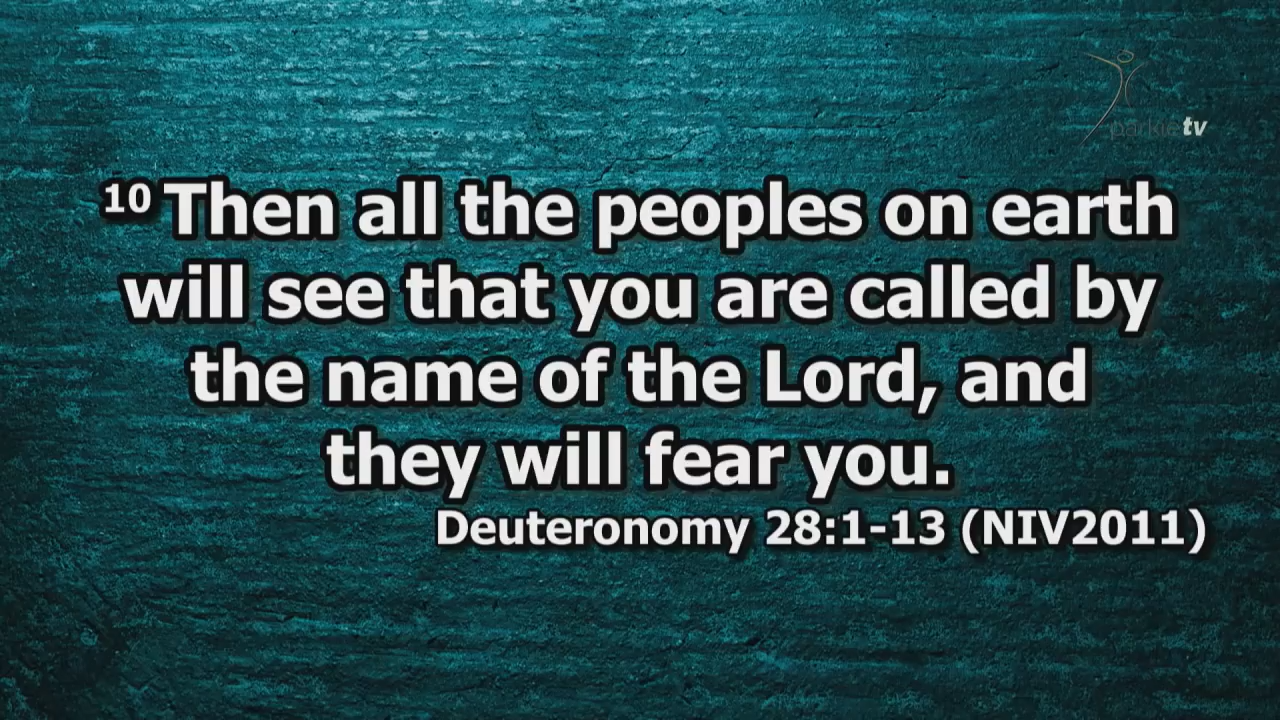 parkie tv
10 Then all the peoples on earth
will see that you are called by
the name of the Lord, and
they will fear you.
Deuteronomy 28:1-13 (NIV2011)